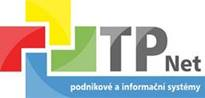 TP Net
podnikové a informační systémy